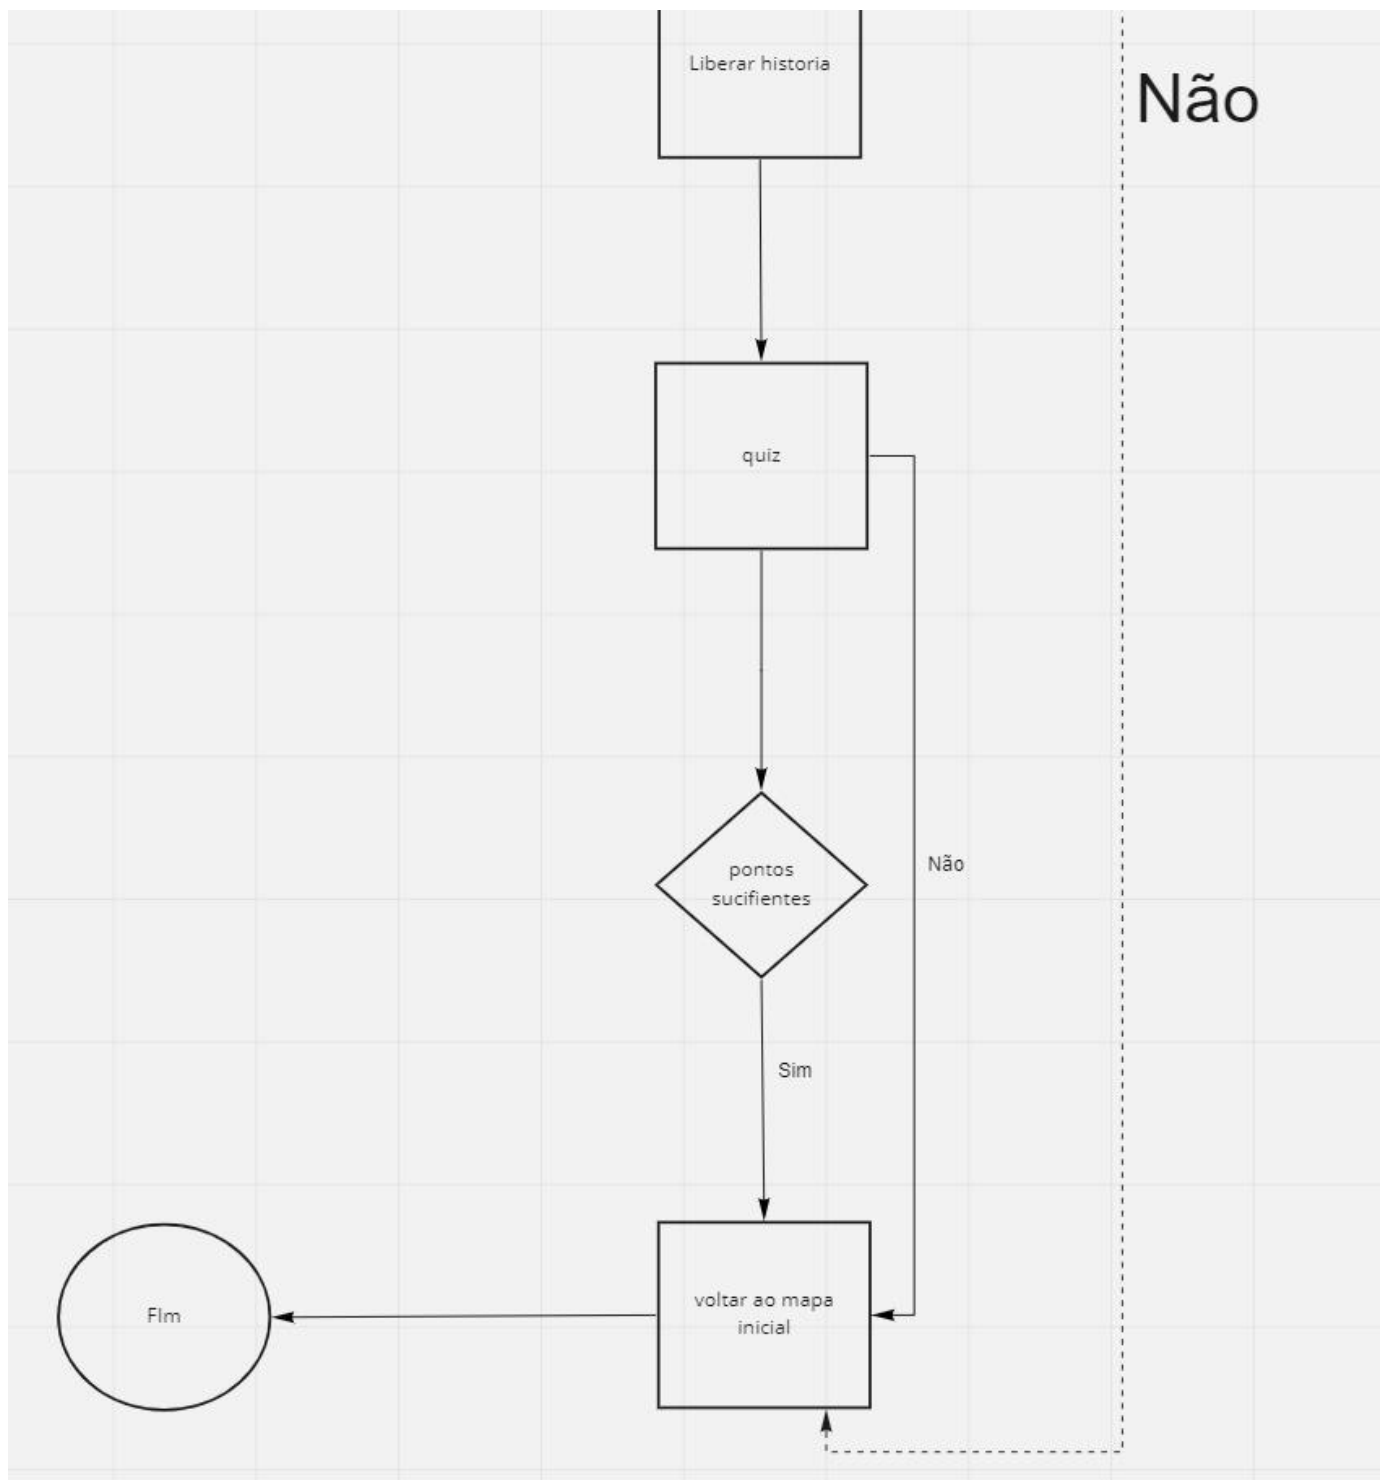 Liberar historia
Não
quiz
pontos
sucifientes
Não
Sim
voltar ao mapa
inicial
FIm